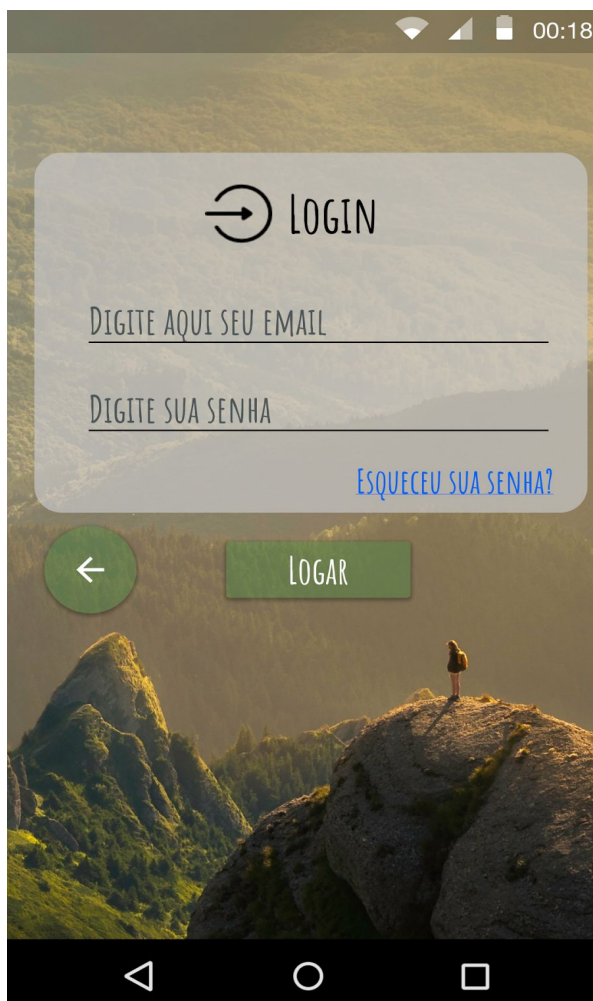 00:18
Login
Digite aqui seu email
Digite sua senha
Esqueceu sua senha?
Logar